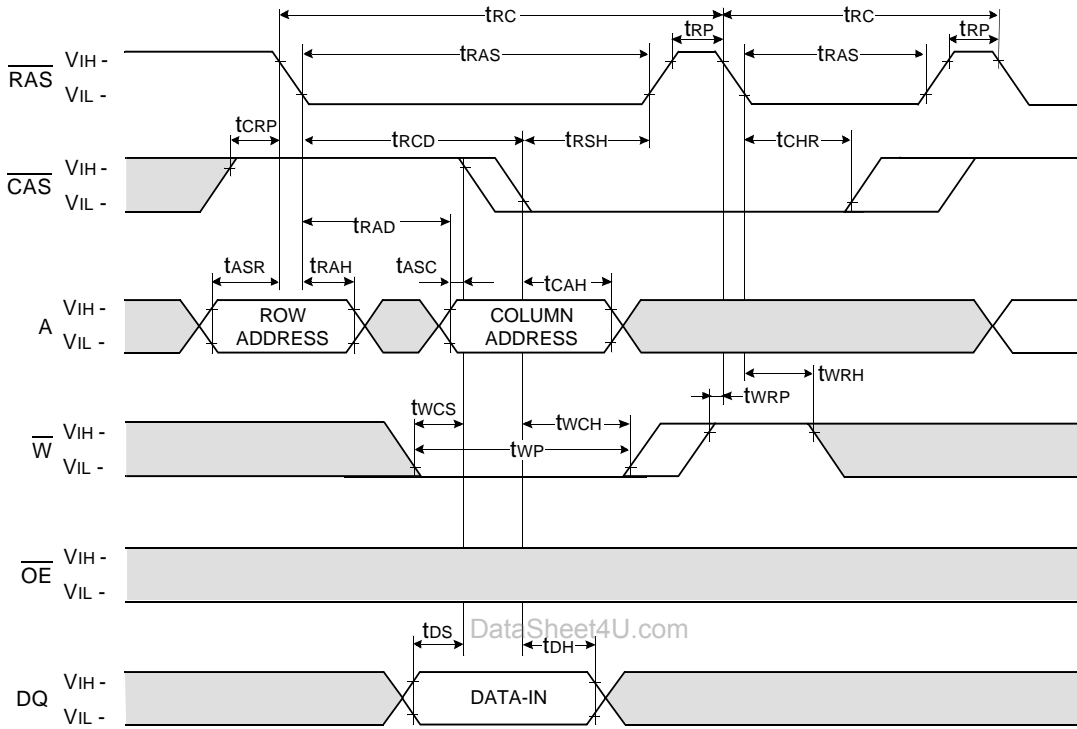 tRC tRC
tRP tRP
tRAS tRAS
RAS VIH -
VIL -
tCRP tRCD tRSH tCHR
CAS VIH -
VIL -
tRAD
tASR tRAH tASC tCAH
A VIH -
VIL -
ROW ADDRESS
COLUMN ADDRESS
tWRH
tWRP
tWCS tWCH
tWP
W VIH -
VIL -
OE VIH -
VIL -
DataSheet4U.com
tDS tDH
DQ VIH -
VIL -
DATA-IN